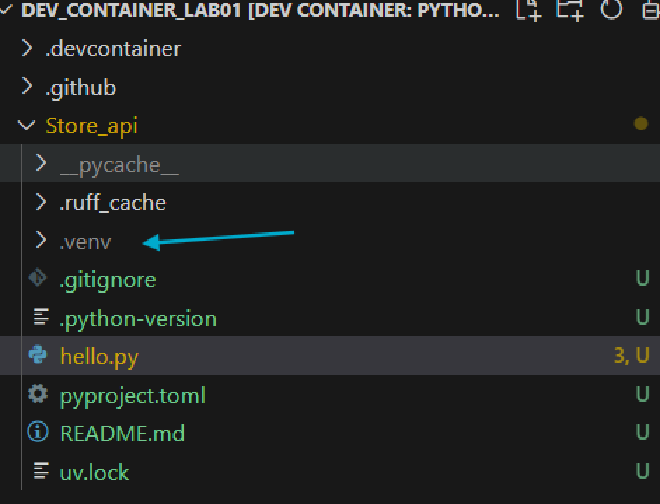 DEV_CONTAINER_LAB01 [DEV CONTAINER: PYTHO...
.devcontainer
.github
Store_api
__pycache__
.ruff_cache
.venv
.gitignore U
.python-version U
hello.py 3, U
pyproject.toml U
README.md U
uv.lock U